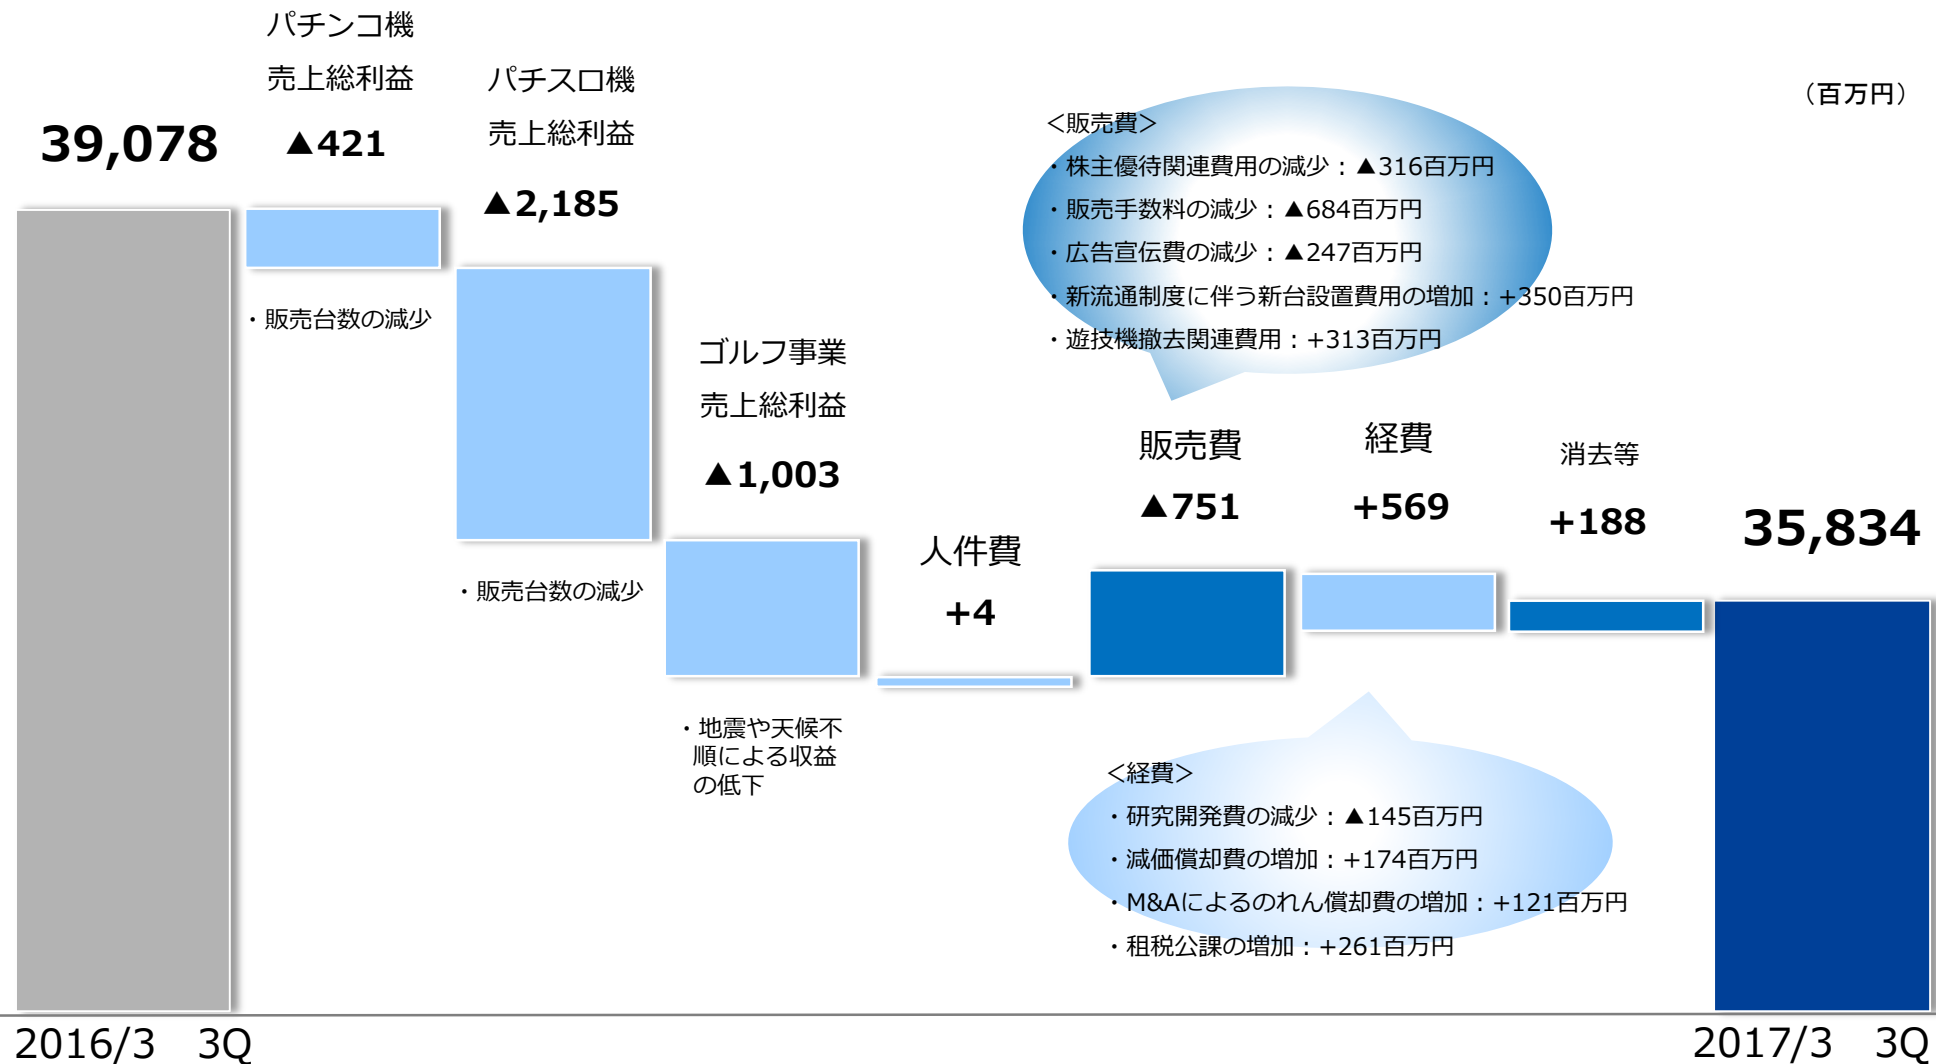 パチンコ機
売上総利益
▲421
パチスロ機
売上総利益
▲2,185
(百万円)
39,078
<販売費>
・株主優待関連費用の減少:▲316百万円
・販売手数料の減少:▲684百万円
・広告宣伝費の減少:▲247百万円
・新流通制度に伴う新台設置費用の増加:+350百万円
・遊技機撤去関連費用:+313百万円
・販売台数の減少
ゴルフ事業
売上総利益
▲1,003
・販売台数の減少
人件費
+4
販売費
▲751
経費
+569
消去等
+188
35,834
・地震や天候不
順による収益
の低下
<経費>
・研究開発費の減少:▲145百万円
・減価償却費の増加:+174百万円
・M&Aによるのれん償却費の増加:+121百万円
・租税公課の増加:+261百万円
2016/3 3Q
2017/3 3Q